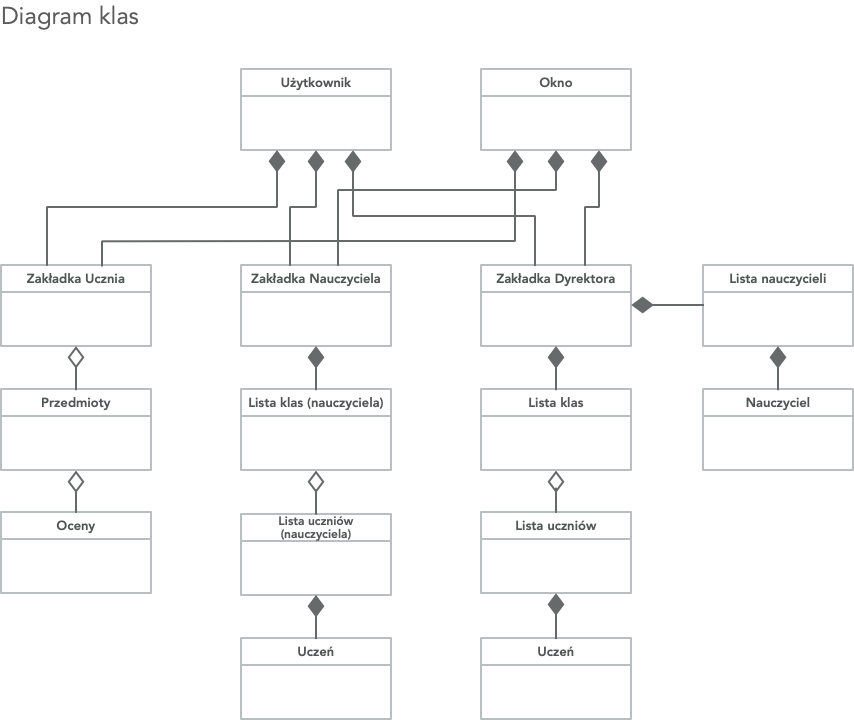 Diagram klas
Użytkownik
Okno
Zakładka Ucznia
Zakładka Nauczyciela
Zakładka Dyrektora
Lista nauczycieli
Przedmioty
Lista klas (nauczyciela)
Lista klas
Nauczyciel
Oceny
Lista uczniów
(nauczyciela)
Lista uczniów
Uczeń
Uczeń